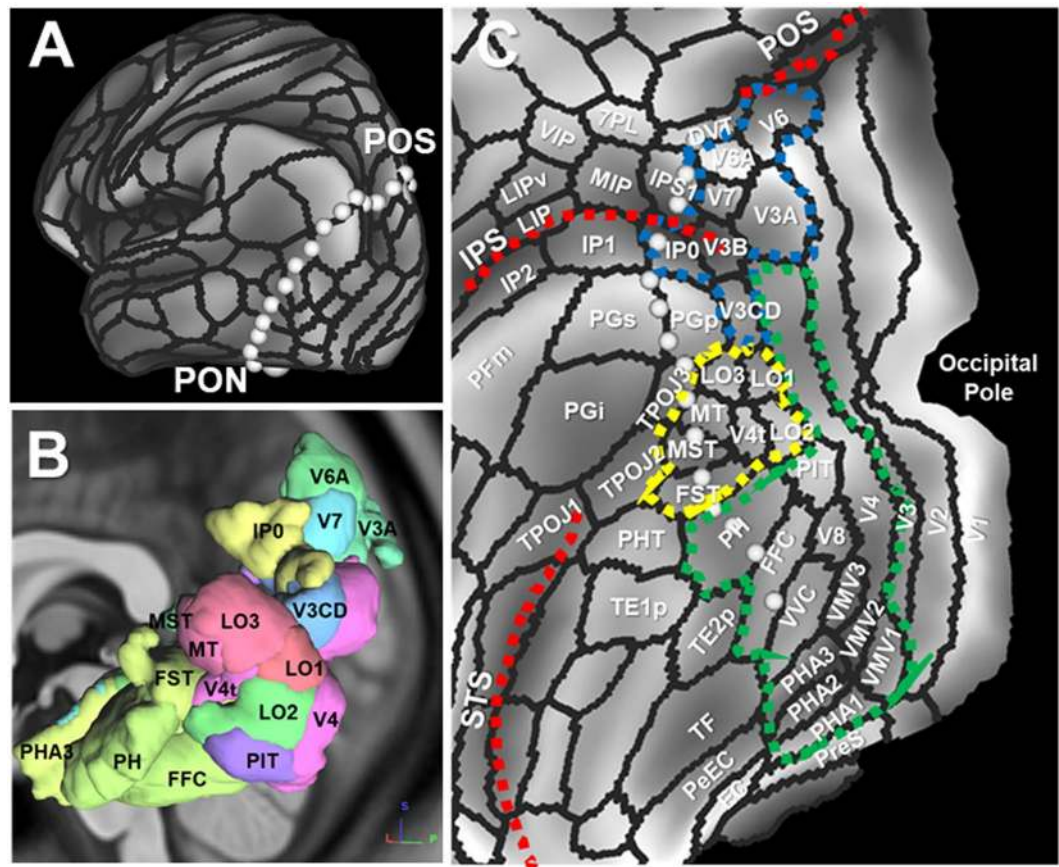 A
POS
PON
B
V6A
IP0
V7
V3A
V3CD
MST
LO3
MT
LO1
FST
V4t
LO2
V4
PHA3
PH
PIT
FFC
S
L
P
C
POS
7PL
VIP
DVT
V6
V6A
LIPv
MIP
IPS1
V7
V3A
IPS
LIP
IP1
IP0
V3B
IP2
PGs
PGp
V3CD
PFm
Occipital
Pole
LO3
LO1
TPOJ3
PGi
MT
V4t
LO2
MST
TPOJ2
PIT
FST
V4
V3
V2
V1
TPOJ1
PHT
PH
FFC
V8
TE1p
VVC
VMV3
TE2p
VMV2
VMV1
PHA3
PHA2
STS
PHA1
TF
PreS
PeEC
EC